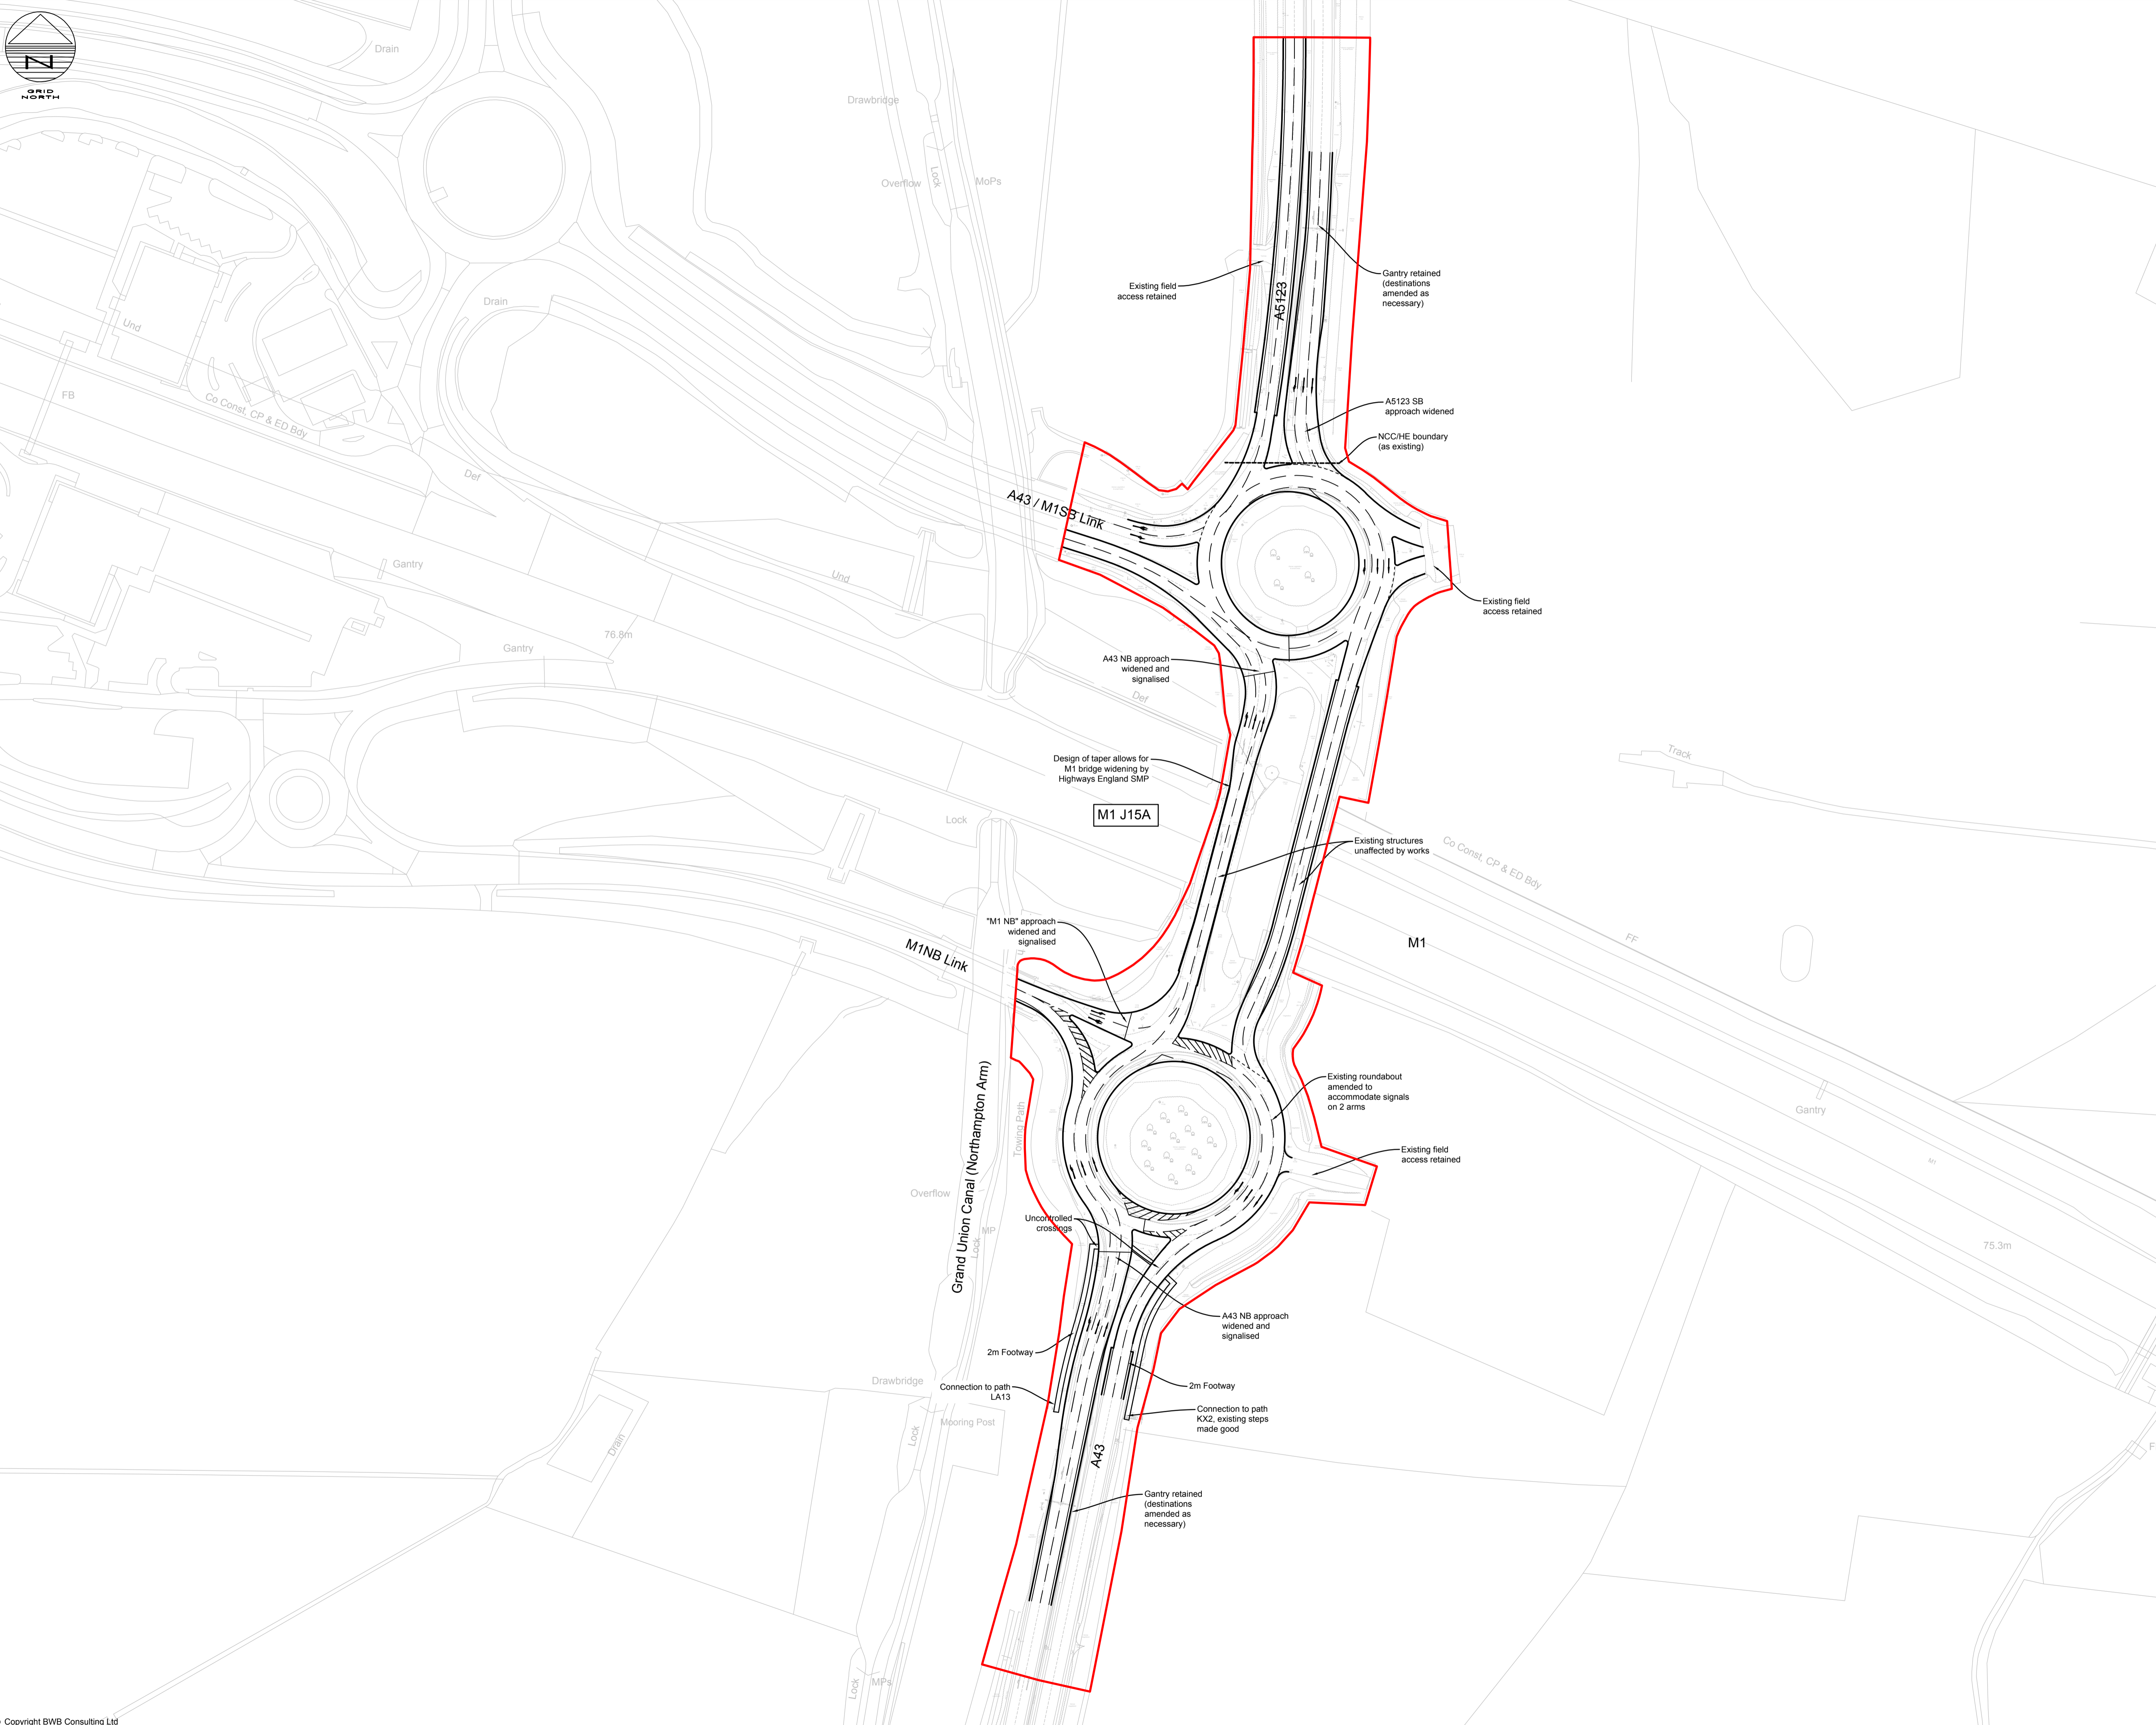 N
GRID
NORTH
Drain
Drawbridge
Lock
Overflow
MoPs
Existing field
access retained
A5123
Gantry retained
(destinations
amended as
necessary)
Drain
Und
FB
Co Const, CP & ED Bdy
Def
A5123 SB
approach widened
NCC/HE boundary
(as existing)
A43 / M1SB Link
Gantry
Und
Existing field
access retained
76.8m
Gantry
A43 NB approach
widened and
signalised
Def
Track
Design of taper allows for
M1 bridge widening by
Highways England SMP
M1 J15A
Lock
Existing structures
unaffected by works
Co Const, CP & ED Bdy
"M1 NB" approach
widened and
signalised
FF
M1
M1NB Link
Existing roundabout
amended to
accommodate signals
on 2 arms
Gantry
Grand Union Canal (Northampton Arm)
Towing Path
Existing field
access retained
Overflow
Uncontrolled
crossings
MP
Lock
75.3m
A43 NB approach
widened and
signalised
2m Footway
Drawbridge
Connection to path
LA13
2m Footway
Mooring Post
Connection to path
KX2, existing steps
made good
Lock
Drain
A43
Gantry retained
(destinations
amended as
necessary)
Lock
MPs
Copyright BWB Consulting Ltd